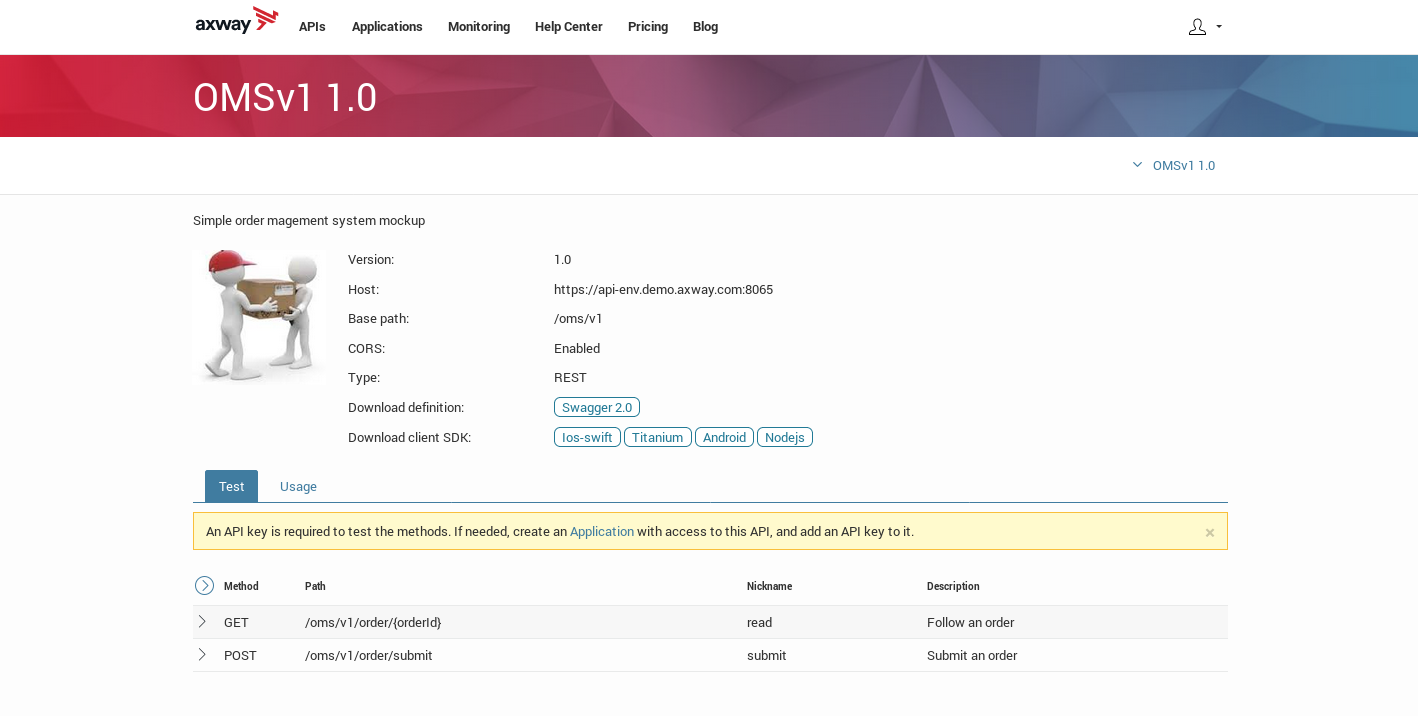 axway APIs Applications Monitoring Help Center Pricing Blog
OMSv1 1.0
OMSv1 1.0
Simple order magement system mockup
Version: 1.0
Host: https://api-env.demo.axway.com:8065
Base path: /oms/v1
CORS: Enabled
Type: REST
Download definition: Swagger 2.0
Download client SDK: Ios-swift Titanium Android Nodejs
Test Usage
An API key is required to test the methods. If needed, create an Application with access to this API, and add an API key to it. ×
Method Path Nickname Description
GET /oms/v1/order/{orderId} read Follow an order
POST /oms/v1/order/submit submit Submit an order